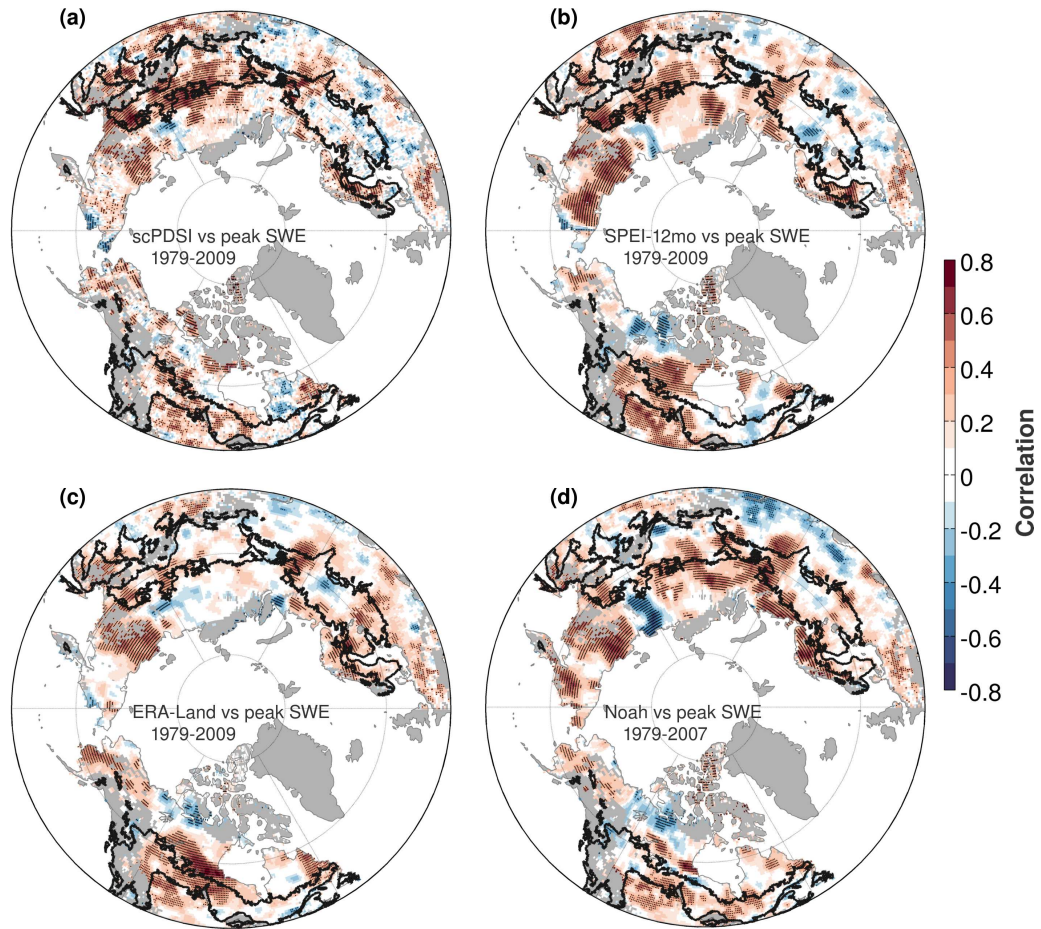 (a)
(b)
scPDSI vs peak SWE
1979-2009
SPEI-12mo vs peak SWE
1979-2009
(c)
(d)
ERA-Land vs peak SWE
1979-2009
Noah vs peak SWE
1979-2007
0.8
0.6
0.4
0.2
0
-0.2
-0.4
-0.6
-0.8
Correlation